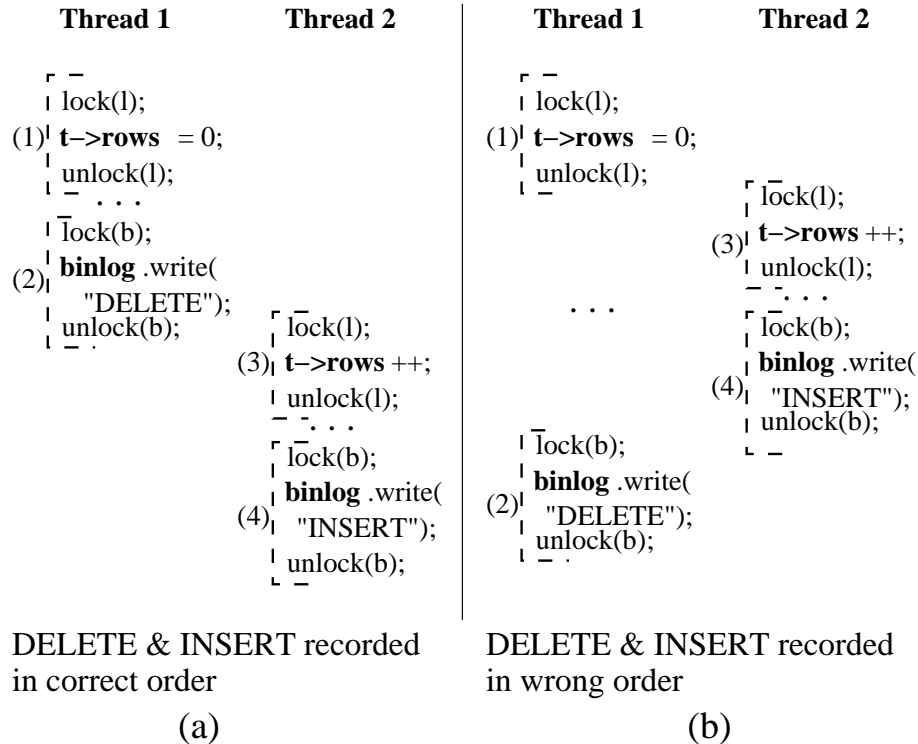 Thread 1 Thread 2
lock(l);
(1) t−>rows = 0;
unlock(l);
. . .
lock(b);
(2) binlog .write(
"DELETE");
unlock(b);
lock(l);
(3) t−>rows ++;
unlock(l);
. . .
lock(b);
binlog .write(
(4) "INSERT");
unlock(b);
DELETE & INSERT recorded
in correct order
(a)
Thread 1 Thread 2
lock(l);
(1) t−>rows = 0;
unlock(l);
lock(l);
(3) t−>rows ++;
unlock(l);
. . .
. . .
lock(b);
binlog .write(
(4) "INSERT");
unlock(b);
lock(b);
binlog .write(
(2) "DELETE");
unlock(b);
DELETE & INSERT recorded
in wrong order
(b)